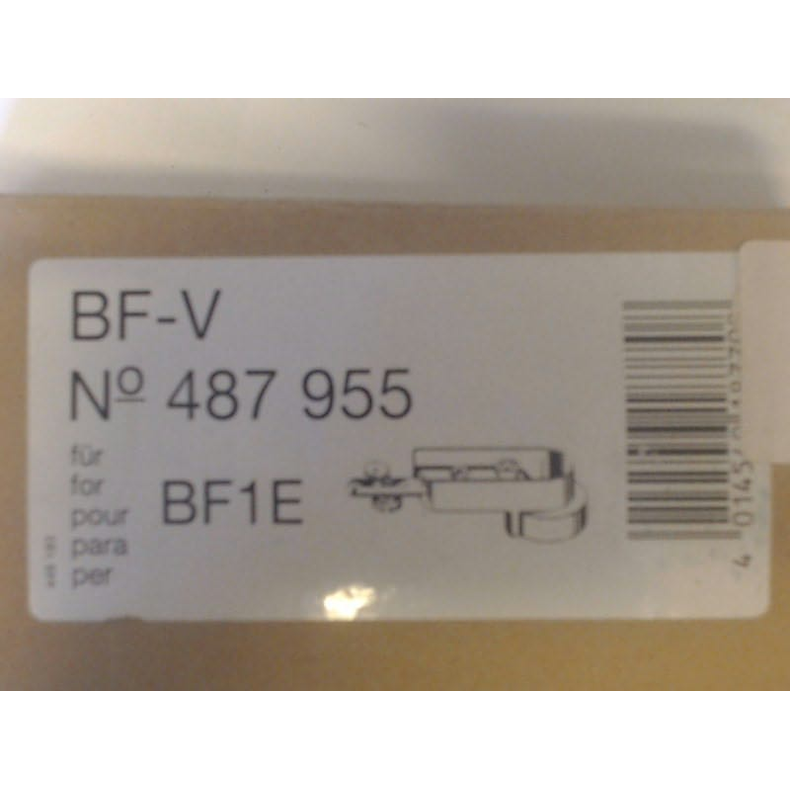 BF-V
Nº 487 955
für
for
pour
para
per
BF1E